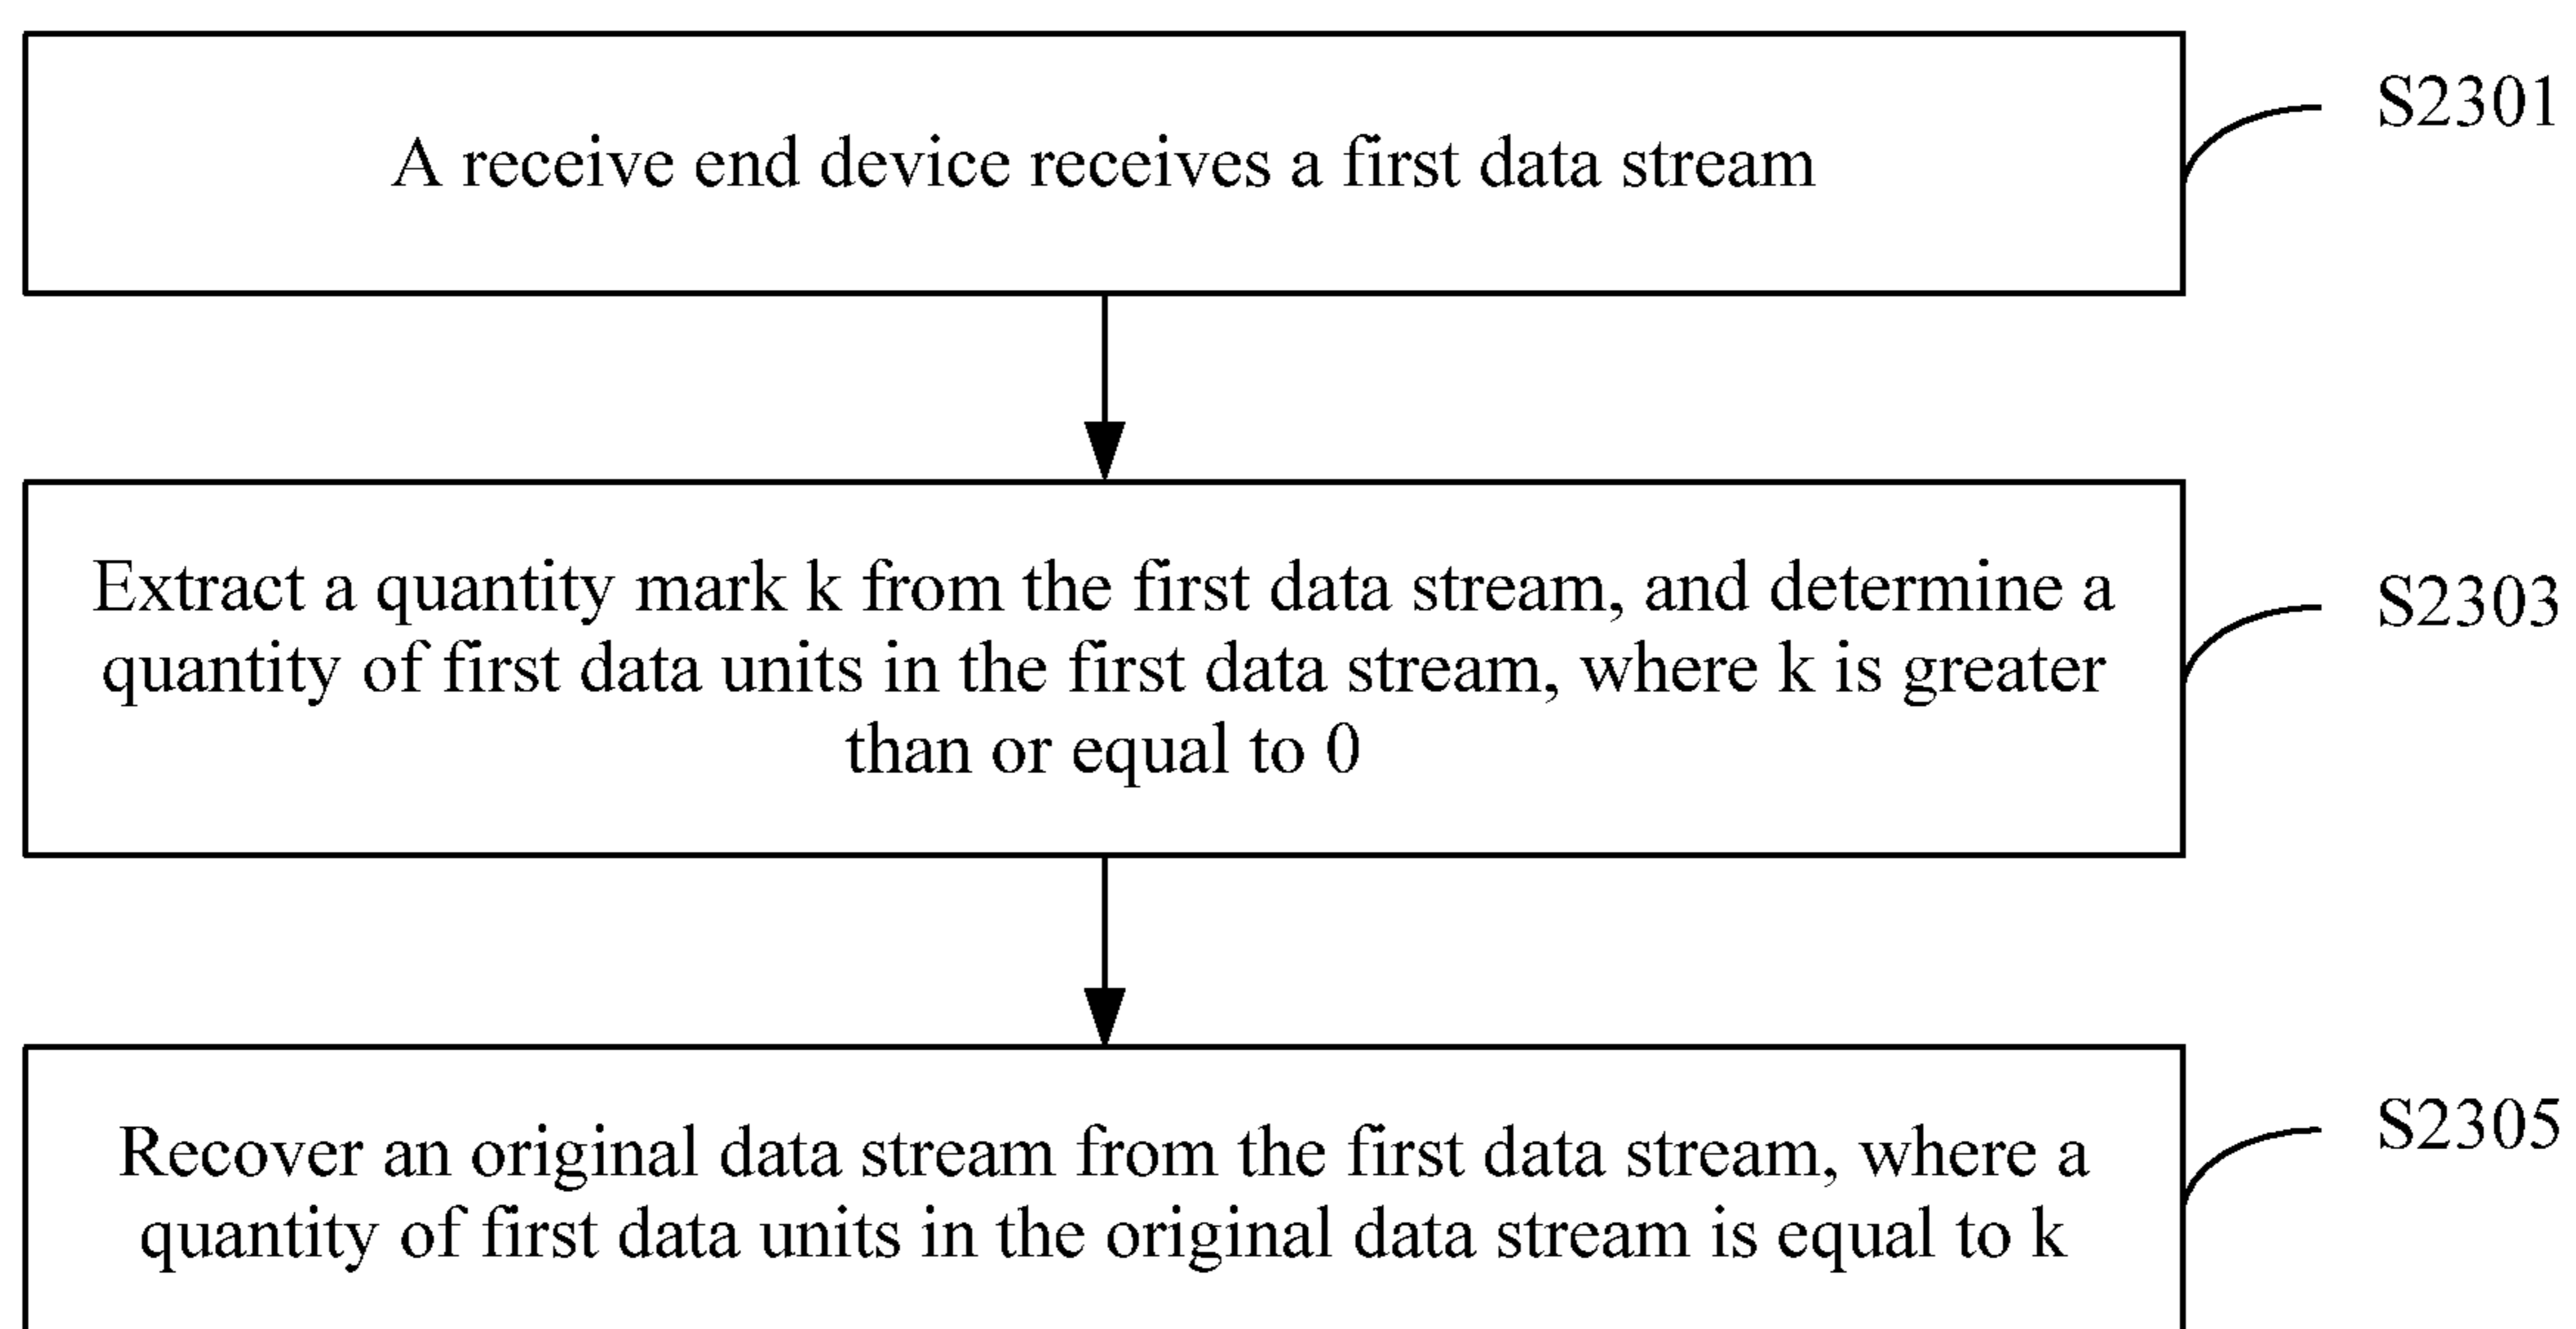 A receive end device receives a first data stream
S2301
Extract a quantity mark k from the first data stream, and determine a
quantity of first data units in the first data stream, where k is greater
than or equal to 0
S2303
Recover an original data stream from the first data stream, where a
quantity of first data units in the original data stream is equal to k
S2305